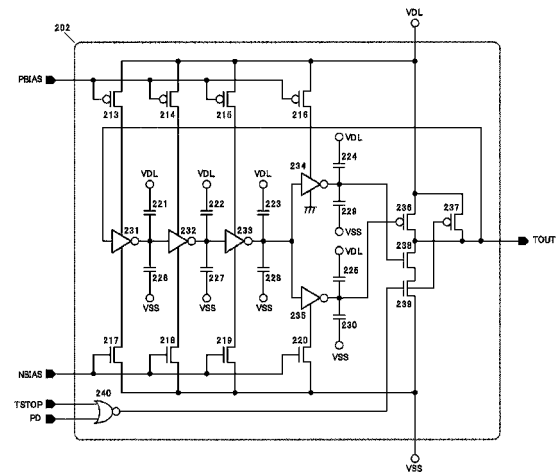 VDL
202
PBIAS
213
214
215
216
234
VDL
224
VDL
VDL
VDL
221
222
223
229
236
237
231
232
233
VSS
238
TOUT
VDL
226
227
228
225
239
VSS
VSS
VSS
235
230
217
218
219
220
VSS
NBIAS
240
TSTOP
PD
VSS